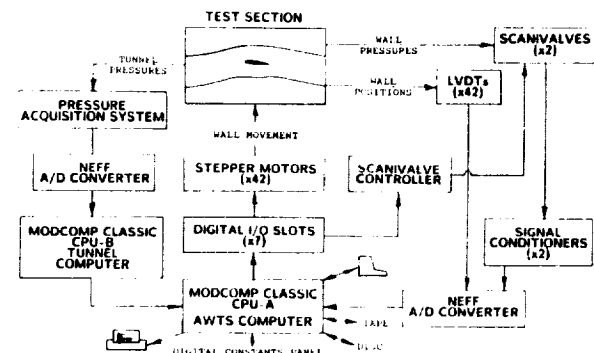 TEST SECTION
WALL
PRESSURES
SCANIVALVES
(x2)
TUNNEL
PRESSURES
WALL
POSITIONS
LVDTs
(x42)
PRESSURE
ACQUISITION SYSTEM
WALL MOVEMENT
NEFF
A/D CONVERTER
STEPPER MOTORS
(x42)
SCANIVALVE
CONTROLLER
MODCOMP CLASSIC
CPU-B
TUNNEL
COMPUTER
DIGITAL I/O SLOTS
(x7)
SIGNAL
CONDITIONERS
(x2)
MODCOMP CLASSIC
CPU-A
AWTS COMPUTER
NEFF
A/D CONVERTER
TAPE
DISC
DIGITAL CONSTANTS PANEL